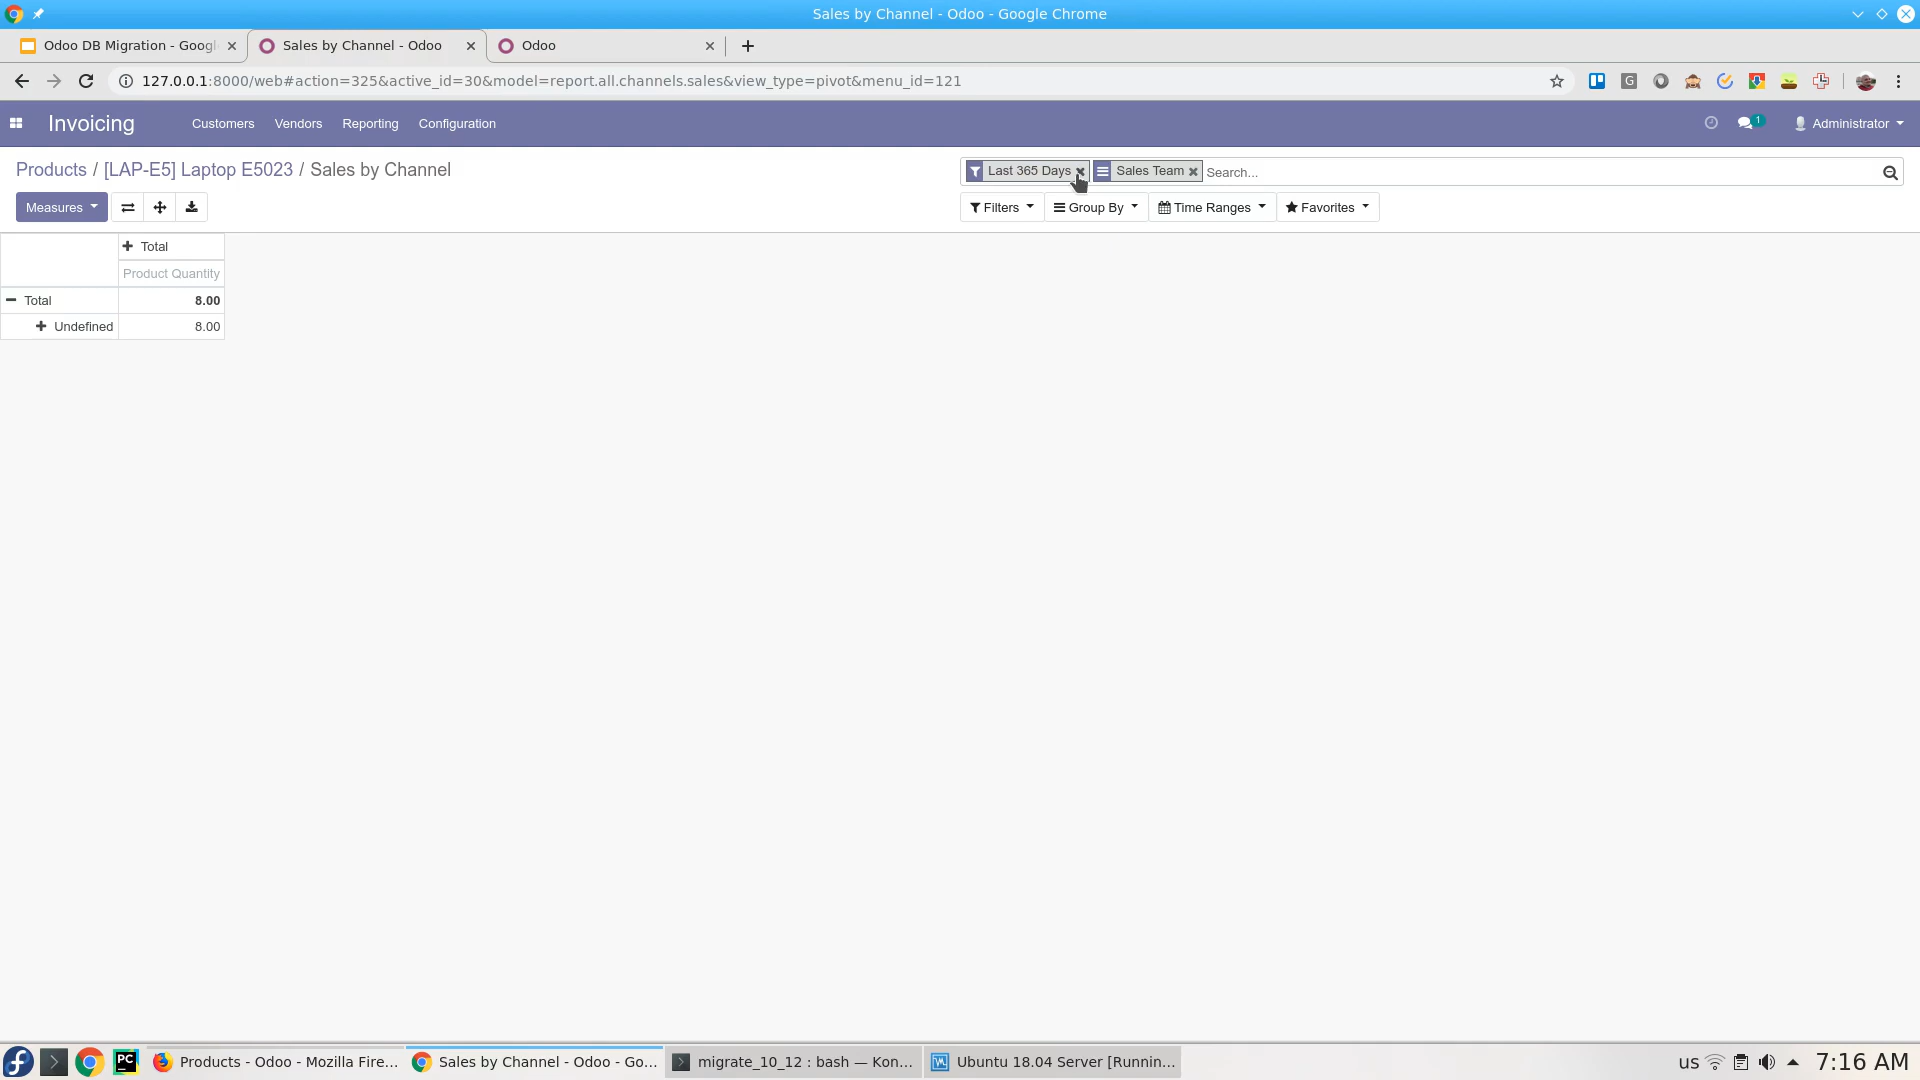 Sales by Channel - Odoo - Google Chrome
Odoo DB Migration - Googl
Sales by Channel - Odoo
Odoo
127.0.0.1:8000/web#action=325&active_id=30&model=report.all.channels.sales&view_type=pivot&menu_id=121
Invoicing
Customers
Vendors
Reporting
Configuration
1
Administrator
Products / [LAP-E5] Laptop E5023 / Sales by Channel
Last 365 Days
Sales Team
Search...
Measures
Filters
Group By
Time Ranges
Favorites
Total
Product Quantity
Total 8.00
Undefined 8.00
PC
Products - Odoo - Mozilla Fire...
Sales by Channel - Odoo - Go...
migrate_10_12 : bash — Kon...
Ubuntu 18.04 Server [Runnin...
us
7:16 AM